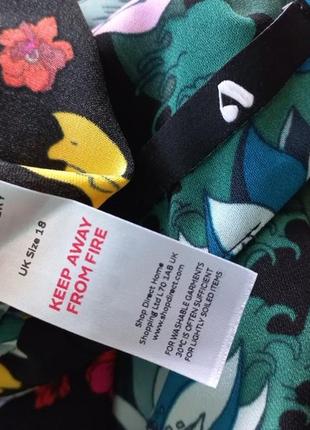 UK Size 18
KEEP AWAY
FROM FIRE
Shop Direct Home
Shopping Ltd L70 1AB UK
www.shopdirect.com
FOR WASHABLE GARMENTS
30°C IS OFTEN SUFFICIENT
FOR LIGHTLY SOILED ITEMS